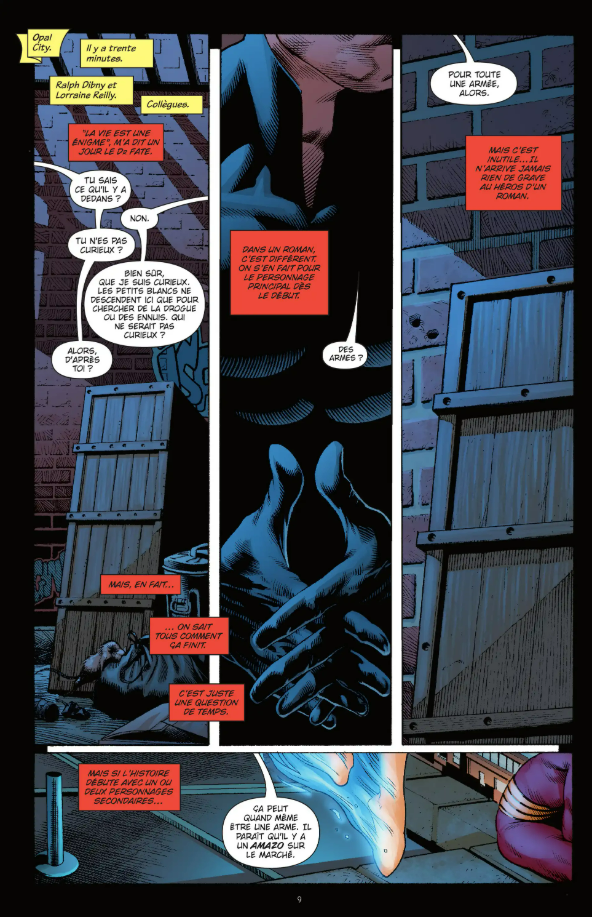 Opal
City.
Il y a trente
minutes.
Ralph Dibny et
Lorraine Reilly.
Collègues.
"LA VIE EST UNE
ÉNIGME", M'A DIT UN
JOUR LE Dr FATE.
TU SAIS
CE QU'IL Y A
DEDANS ?
NON.
TU N'ES PAS
CURIEUX ?
BIEN SÛR,
QUE JE SUIS CURIEUX.
LES PETITS BLANCS NE
DESCENDENT ICI QUE POUR
CHERCHER DE LA DROGUE
OU DES ENNUIS. QUI
NE SERAIT PAS
CURIEUX ?
ALORS,
D'APRÈS
TOI ?
MAIS, EN FAIT...
... ON SAIT
TOUS COMMENT
ÇA FINIT.
C'EST JUSTE
UNE QUESTION
DE TEMPS.
DANS UN ROMAN,
C'EST DIFFÉRENT.
ON S'EN FAIT POUR
LE PERSONNAGE
PRINCIPAL DÈS
LE DÉBUT.
DES
ARMES ?
POUR TOUTE
UNE ARMÉE,
ALORS.
MAIS C'EST
INUTILE... IL
N'ARRIVE JAMAIS
RIEN DE GRAVE
AU HÉROS D'UN
ROMAN.
MAIS SI L'HISTOIRE
DÉBUTE AVEC UN OU
DEUX PERSONNAGES
SECONDAIRES...
ÇA PEUT
QUAND MÊME
ÊTRE UNE ARME. IL
PARAÎT QU'IL Y A
UN AMAZO SUR
LE MARCHÉ.
9